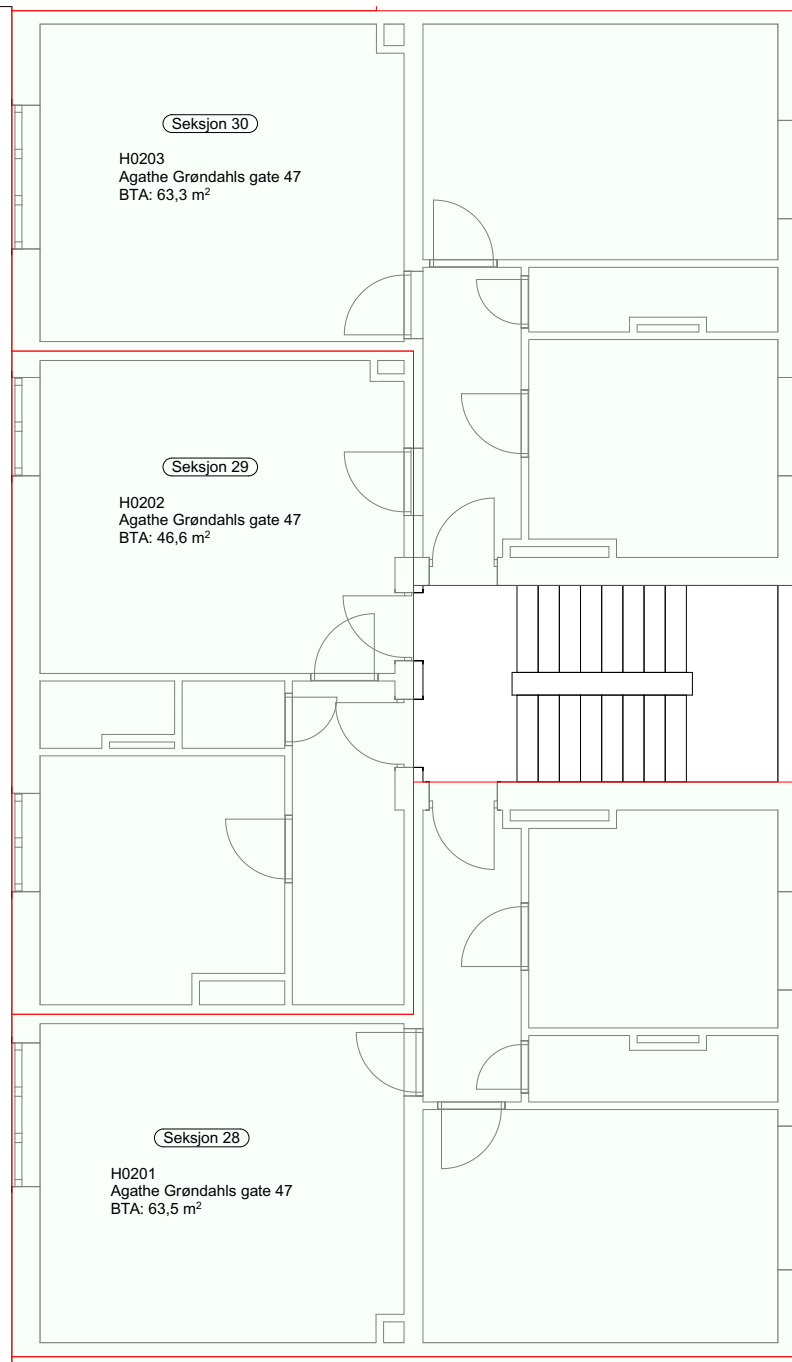 Seksjon 30
H0203
Agathe Grøndahls gate 47
BTA: 63,3 m²
Seksjon 29
H0202
Agathe Grøndahls gate 47
BTA: 46,6 m²
Seksjon 28
H0201
Agathe Grøndahls gate 47
BTA: 63,5 m²